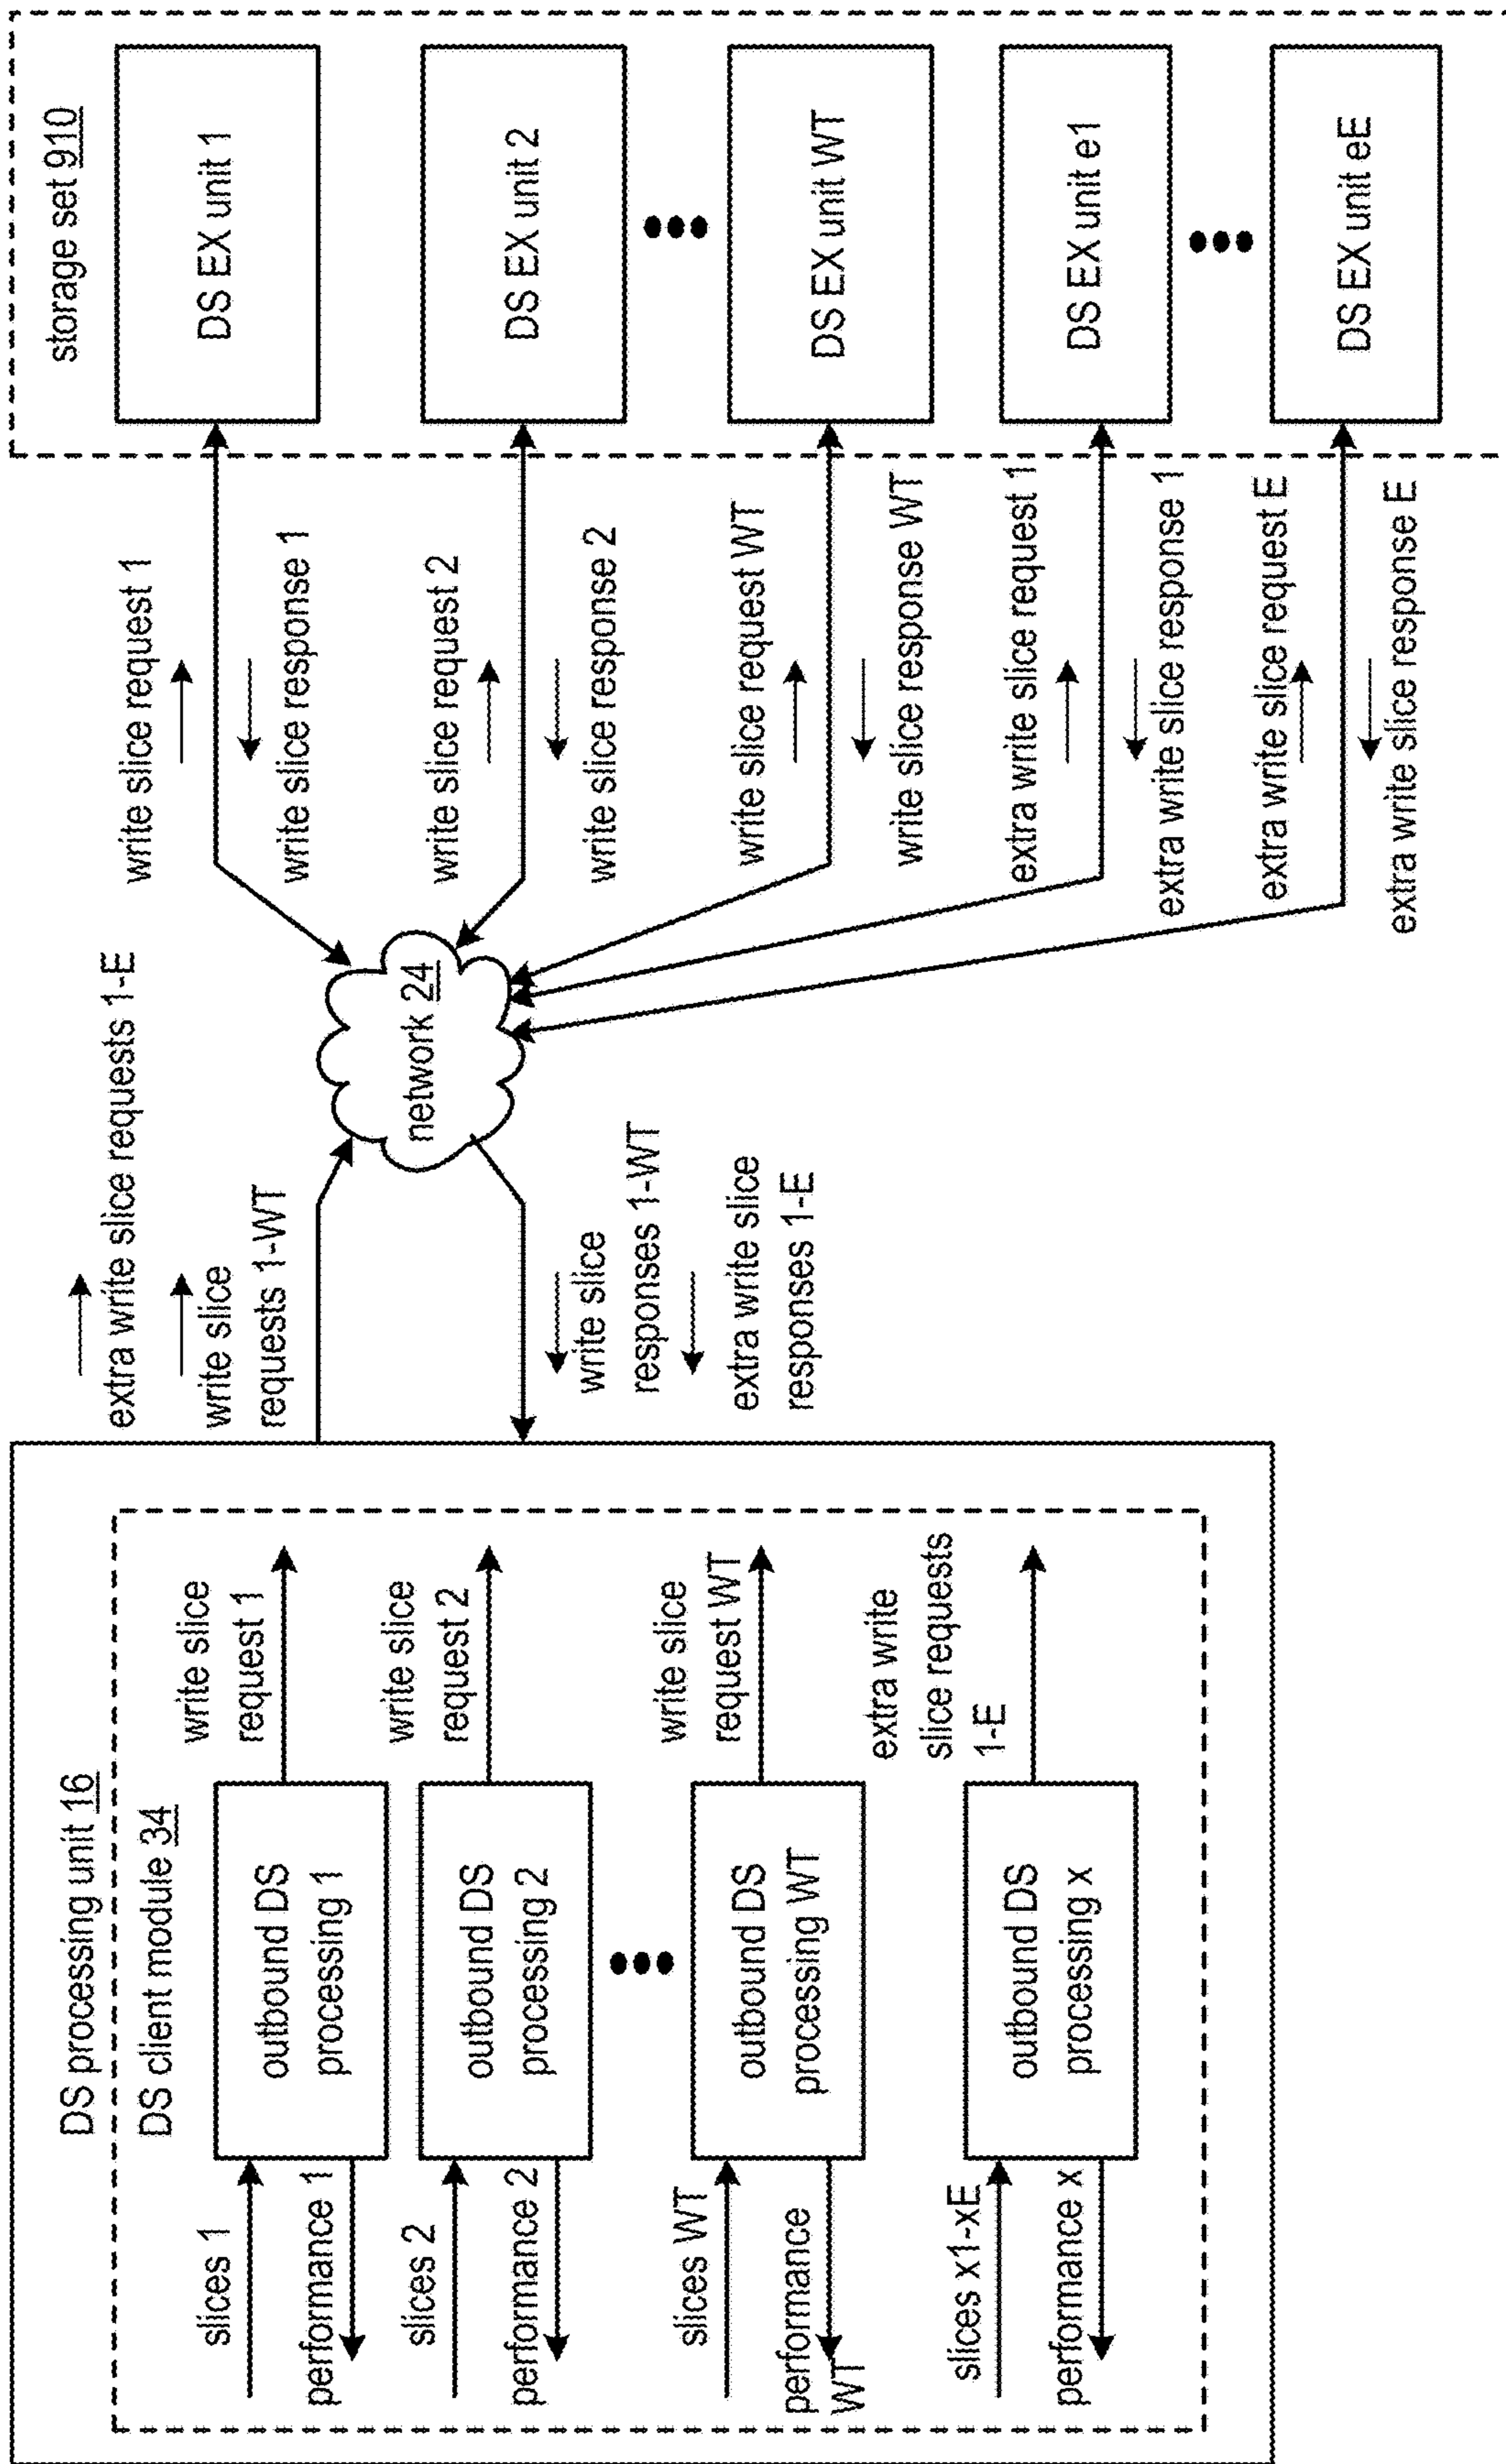 DS processing unit 16
DS client module 34
slices 1
performance 1
outbound DS
processing 1
write slice
request 1
slices 2
performance 2
outbound DS
processing 2
write slice
request 2
slices WT
performance
WT
outbound DS
processing WT
write slice
request WT
slices x1-xE
performance x
outbound DS
processing x
extra write
slice requests
1-E
extra write slice requests 1-E
write slice
requests 1-WT
network 24
write slice
responses 1-WT
extra write slice
responses 1-E
write slice request 1
write slice response 1
write slice request 2
write slice response 2
write slice request WT
write slice response WT
extra write slice request 1
extra write slice response 1
extra write slice request E
extra write slice response E
storage set 910
DS EX unit 1
DS EX unit 2
DS EX unit WT
DS EX unit e1
DS EX unit eE